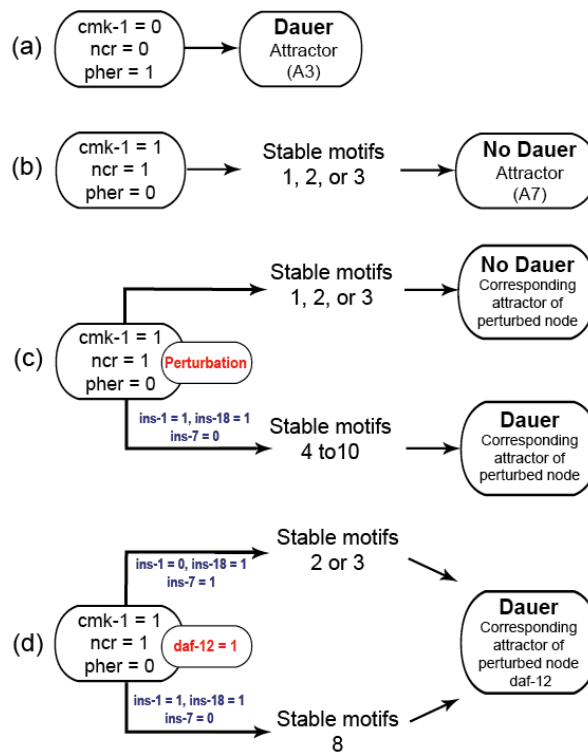 (a)
cmk-1 = 0
ncr = 0
pher = 1
Dauer
Attractor
(A3)
(b)
cmk-1 = 1
ncr = 1
pher = 0
Stable motifs
1, 2, or 3
No Dauer
Attractor
(A7)
(c)
cmk-1 = 1
ncr = 1
pher = 0
Perturbation
Stable motifs
1, 2, or 3
No Dauer
Corresponding
attractor of
perturbed node
ins-1 = 1, ins-18 = 1
ins-7 = 0
Stable motifs
4 to10
Dauer
Corresponding
attractor of
perturbed node
(d)
cmk-1 = 1
ncr = 1
pher = 0
daf-12 = 1
ins-1 = 0, ins-18 = 1
ins-7 = 1
Stable motifs
2 or 3
ins-1 = 1, ins-18 = 1
ins-7 = 0
Stable motifs
8
Dauer
Corresponding
attractor of
perturbed node
daf-12